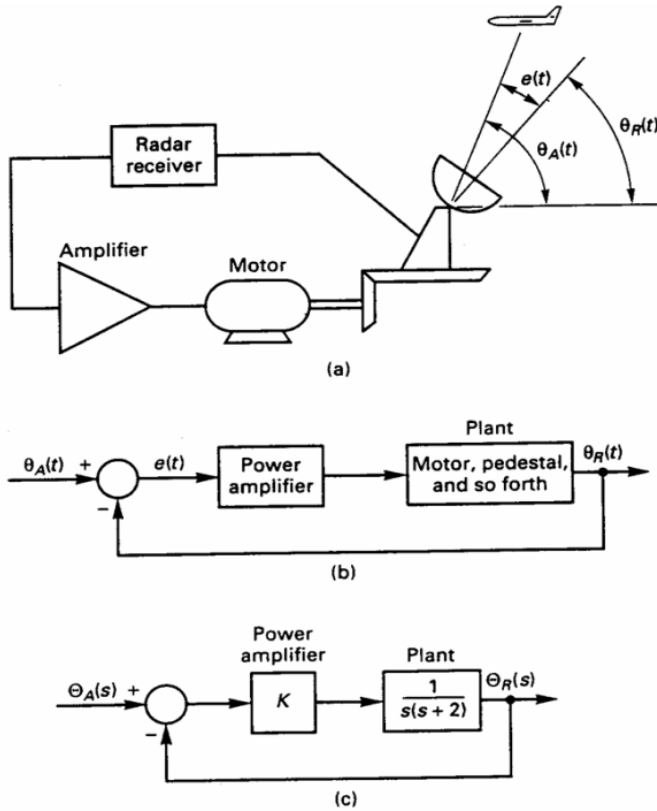 e(t)
θR(t)
θA(t)
Radar
receiver
Amplifier
Motor
(a)
Plant
θA(t) +
e(t)
Power
amplifier
Motor, pedestal,
and so forth
θR(t)
−
(b)
Power
amplifier
Plant
ΘA(s) +
K
1
s(s + 2)
ΘR(s)
−
(c)